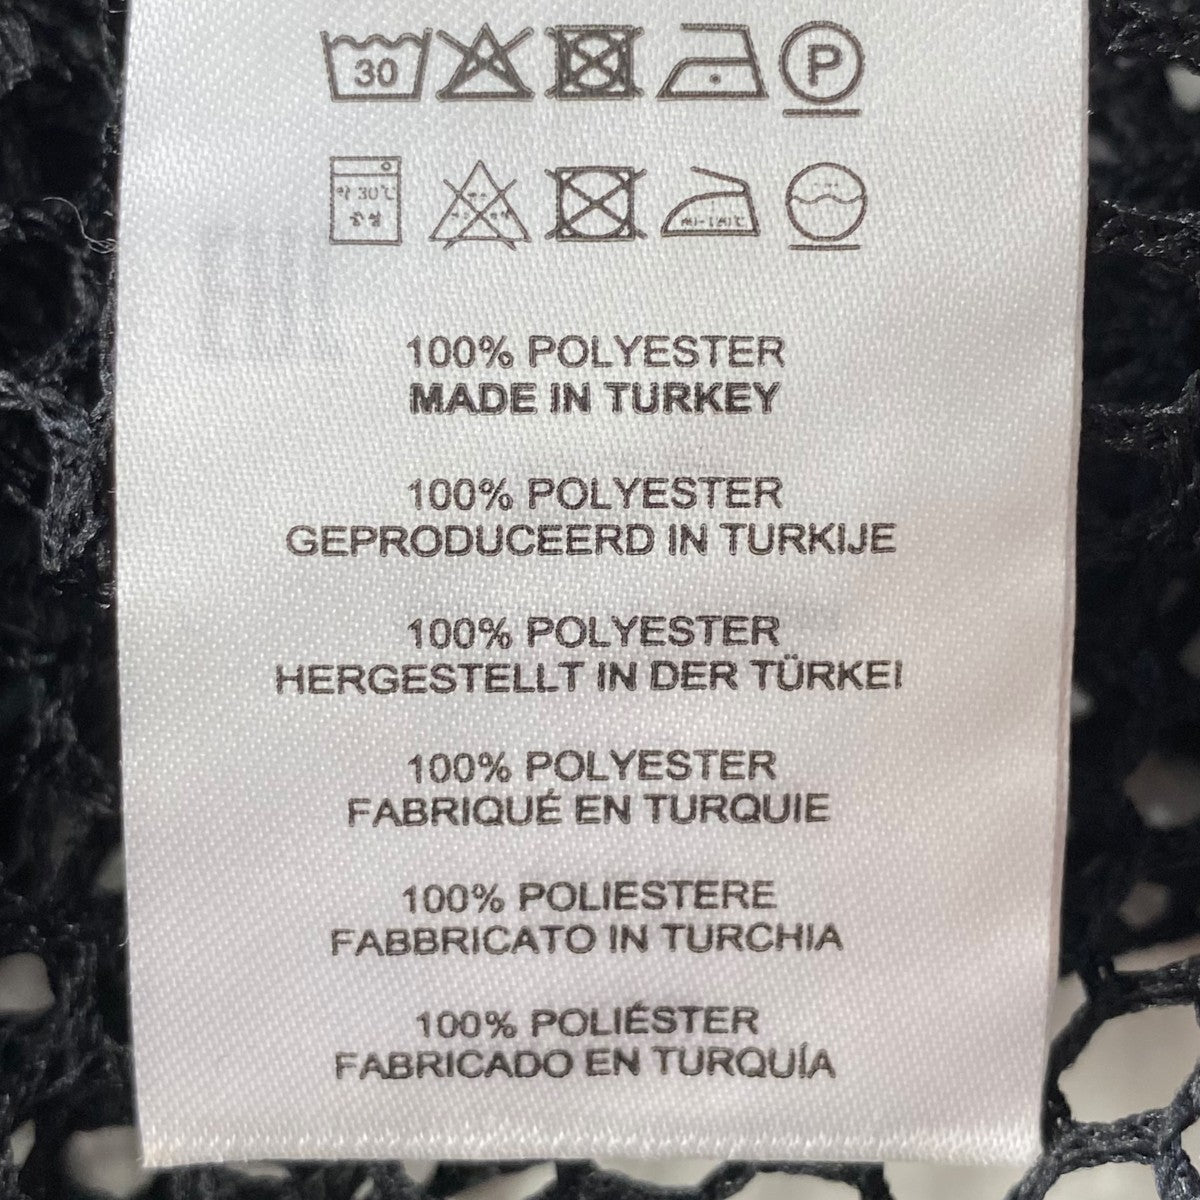 30 P
100% POLYESTER
MADE IN TURKEY
100% POLYESTER
GEPRODUCEERD IN TURKIJE
100% POLYESTER
HERGESTELLT IN DER TÜRKEI
100% POLYESTER
FABRIQUÉ EN TURQUIE
100% POLIESTERE
FABBRICATO IN TURCHIA
100% POLIÉSTER
FABRICADO EN TURQUÍA